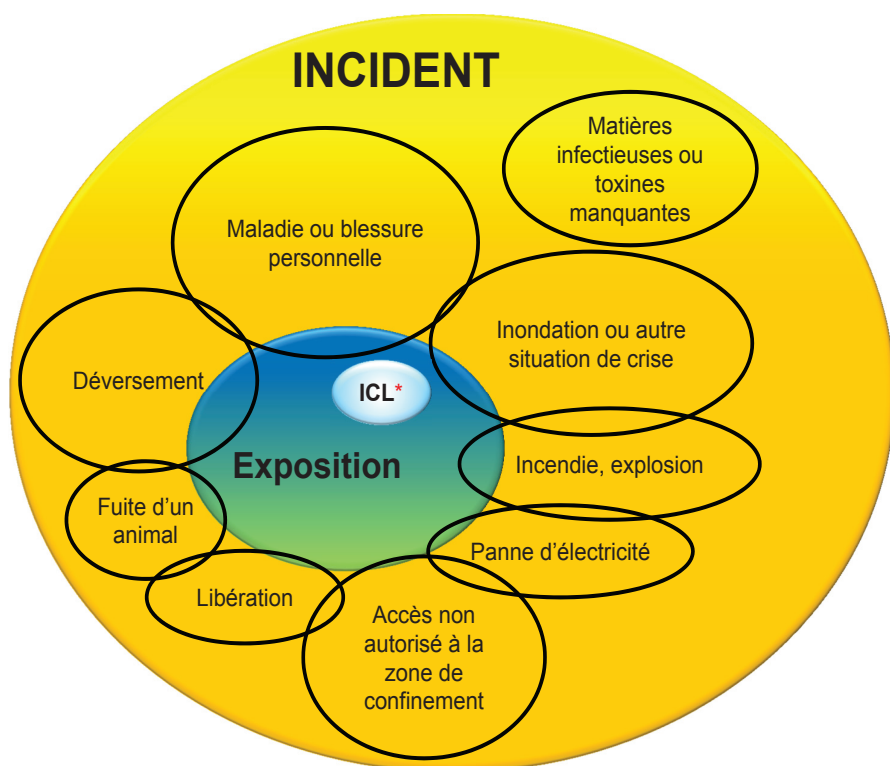 INCIDENT
Matières
infectieuses ou
toxines
manquantes
Maladie ou blessure
personnelle
Inondation ou autre
situation de crise
Déversement
ICL*
Exposition
Incendie, explosion
Fuite d’un
animal
Panne d’électricité
Libération
Accès non
autorisé à la
zone de
confinement